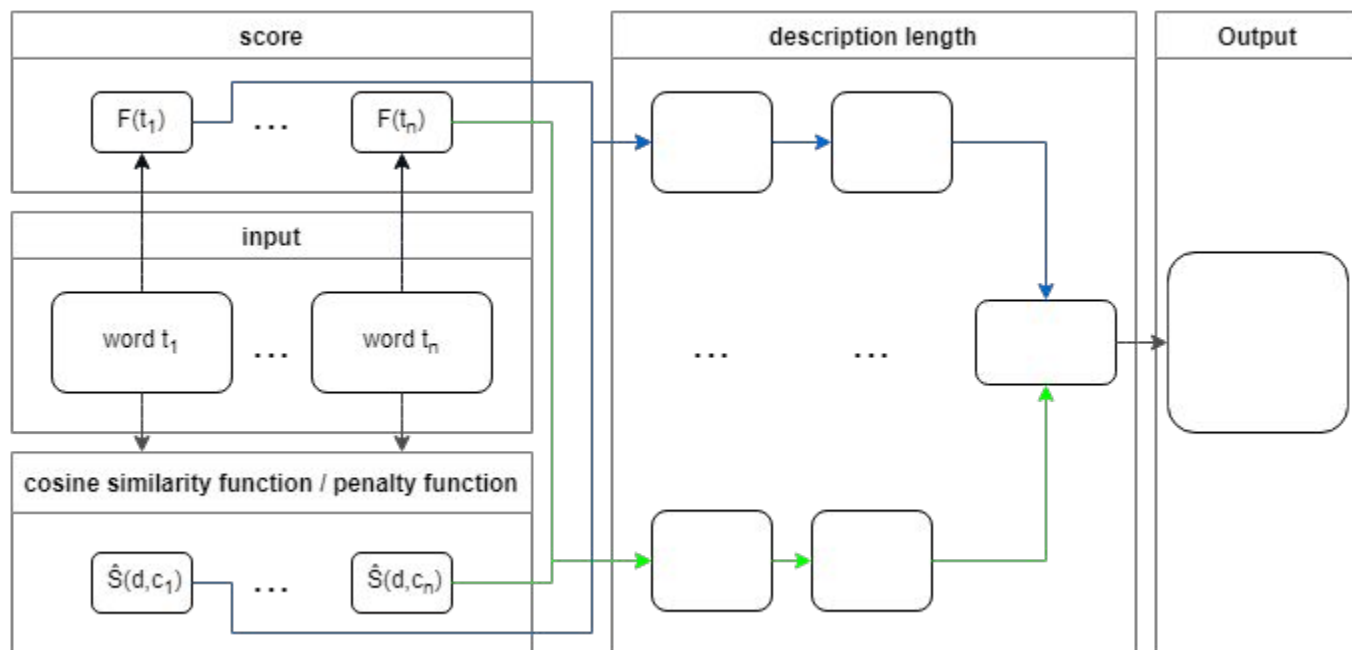 score
F(t₁)
...
F(tₙ)
input
word t₁
...
word tₙ
cosine similarity function / penalty function
Ŝ(d,c₁)
...
Ŝ(d,cₙ)
description length
...
...
Output